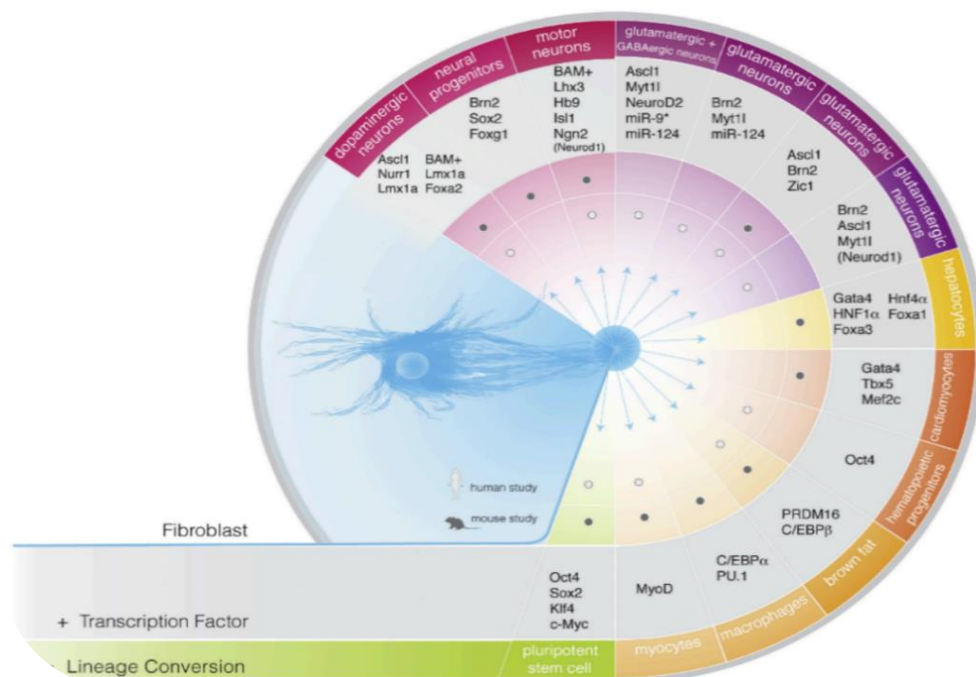 dopaminergic
neurons
neural
progenitors
motor
neurons
glutamatergic +
GABAergic neurons
glutamatergic
neurons
glutamatergic
neurons
glutamatergic
neurons
hepatocytes
cardiomyocytes
hematopoietic
progenitors
brown fat
macrophages
myocytes
pluripotent
stem cell
Ascl1
Nurr1
Lmx1a
BAM+
Lmx1a
Foxa2
Brn2
Sox2
Foxg1
BAM+
Lhx3
Hb9
Isl1
Ngn2
(Neurod1)
Ascl1
Myt1l
NeuroD2
miR-9*
miR-124
Brn2
Myt1l
miR-124
Ascl1
Brn2
Zic1
Brn2
Ascl1
Myt1l
(Neurod1)
Gata4
HNF1α
Foxa3
Hnf4α
Foxa1
Gata4
Tbx5
Mef2c
Oct4
PRDM16
C/EBPβ
C/EBPα
PU.1
MyoD
Oct4
Sox2
Klf4
c-Myc
human study
mouse study
Fibroblast
+ Transcription Factor
Lineage Conversion